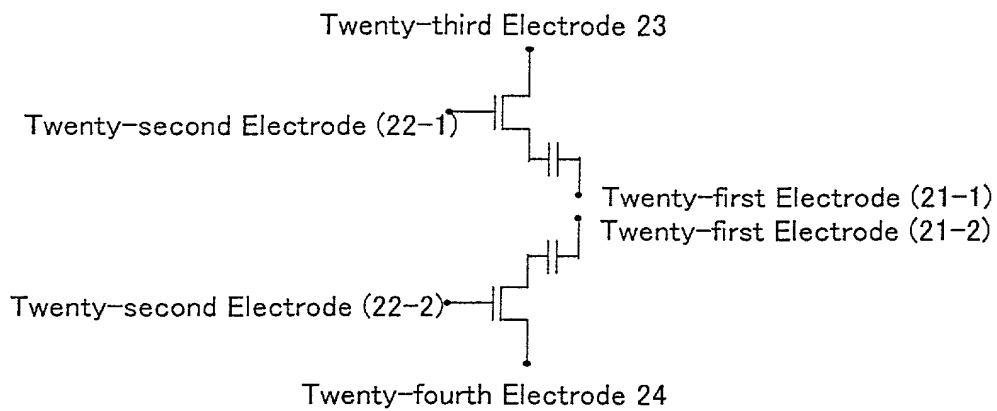 Twenty-third Electrode 23
Twenty-second Electrode (22-1)
Twenty-first Electrode (21-1)
Twenty-first Electrode (21-2)
Twenty-second Electrode (22-2)
Twenty-fourth Electrode 24